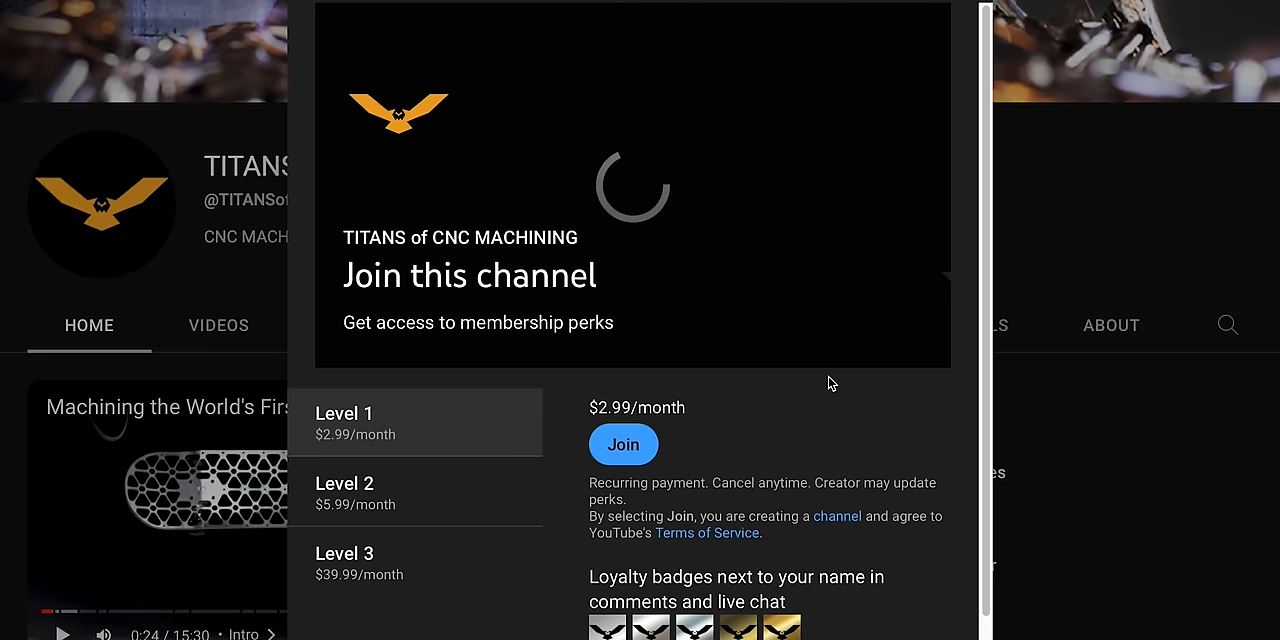 TITANS
@TITANSof
CNC MACH
HOME
VIDEOS
LS
ABOUT
Machining the World's Firs
0:24 / 15:30 • Intro
TITANS of CNC MACHINING
Join this channel
Get access to membership perks
Level 1
$2.99/month
Level 2
$5.99/month
Level 3
$39.99/month
$2.99/month
Join
Recurring payment. Cancel anytime. Creator may update
perks.
By selecting Join, you are creating a channel and agree to
YouTube's Terms of Service.
Loyalty badges next to your name in
comments and live chat
es
r